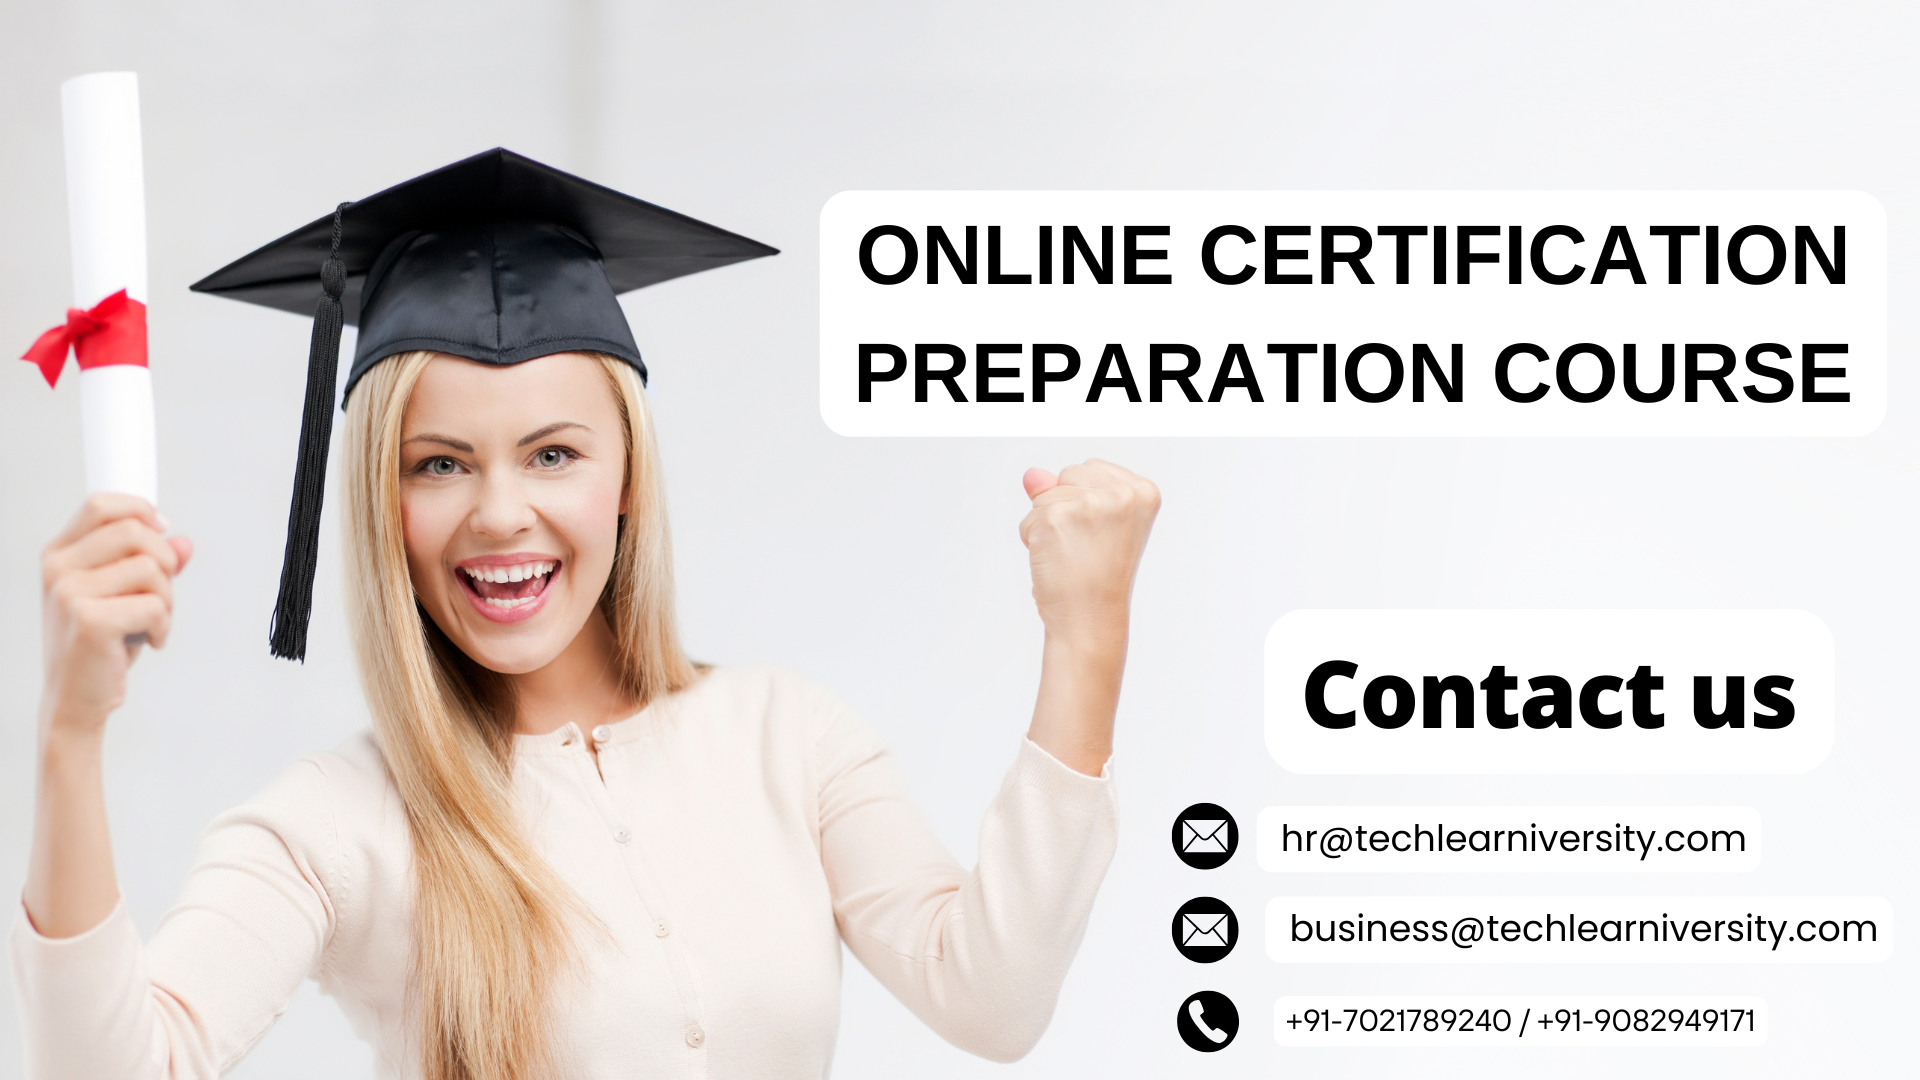 ONLINE CERTIFICATION
PREPARATION COURSE
Contact us
hr@techlearniversity.com
business@techlearniversity.com
+91-7021789240 / +91-9082949171